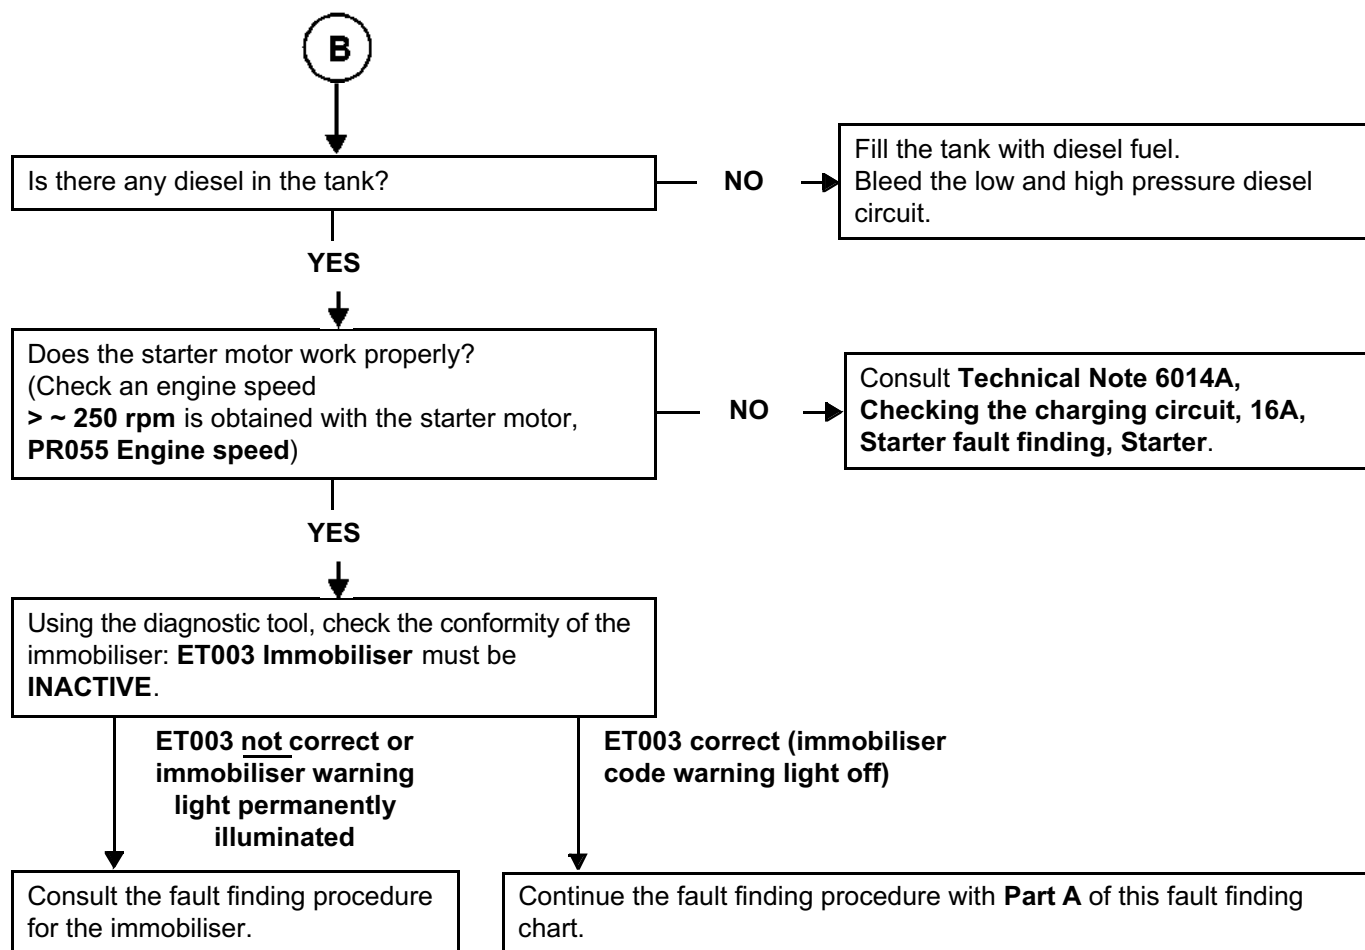 B
Is there any diesel in the tank?
NO
Fill the tank with diesel fuel.
Bleed the low and high pressure diesel
circuit.
YES
Does the starter motor work properly?
(Check an engine speed
> ~ 250 rpm is obtained with the starter motor,
PR055 Engine speed)
NO
Consult Technical Note 6014A,
Checking the charging circuit, 16A,
Starter fault finding, Starter.
YES
Using the diagnostic tool, check the conformity of the
immobiliser: ET003 Immobiliser must be
INACTIVE.
ET003 not correct or
immobiliser warning
light permanently
illuminated
ET003 correct (immobiliser
code warning light off)
Consult the fault finding procedure
for the immobiliser.
Continue the fault finding procedure with Part A of this fault finding
chart.